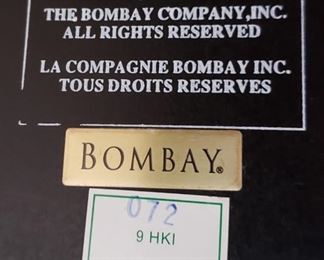 THE BOMBAY COMPANY, INC.
ALL RIGHTS RESERVED
LA COMPAGNIE BOMBAY INC.
TOUS DROITS RESERVES
BOMBAY®
072
9 HKI